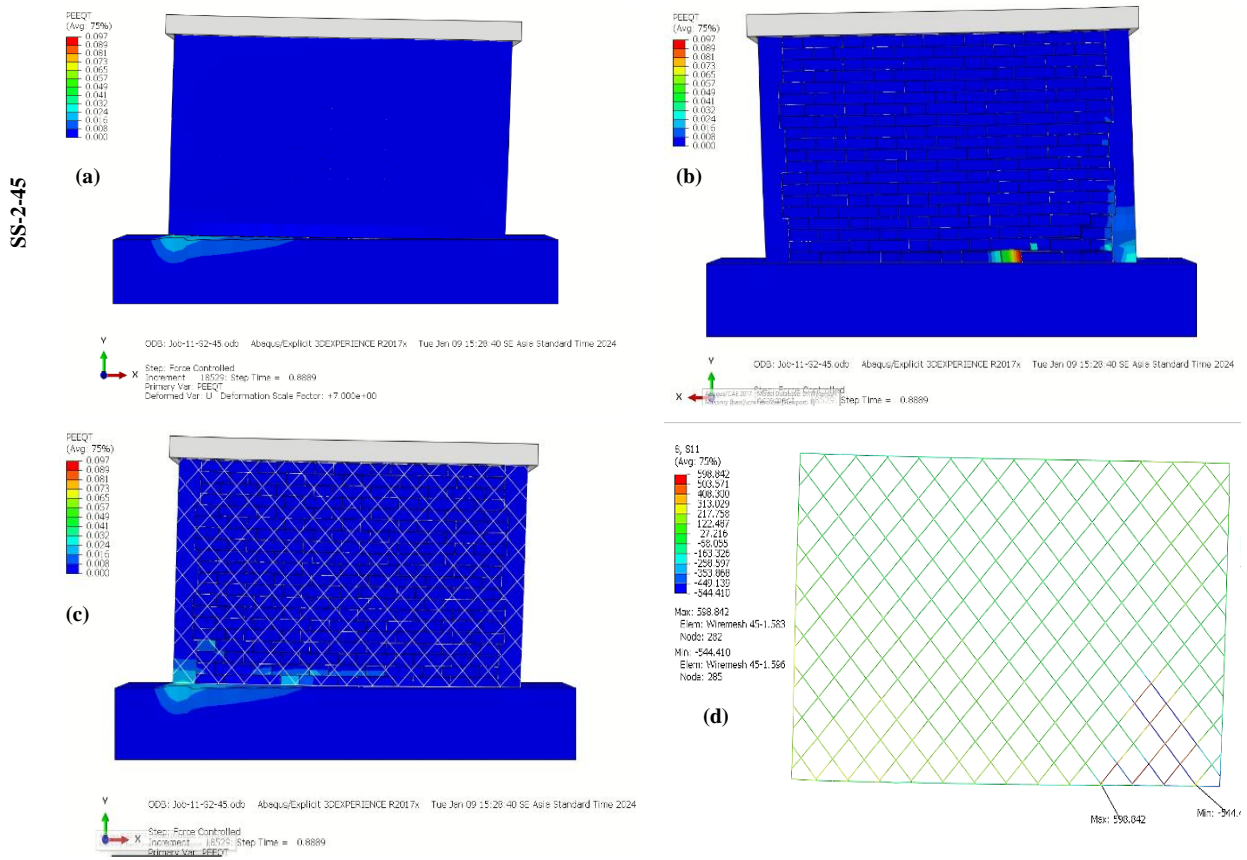 SS-2-45
PEEQT
(Avg: 75%)
0.097
0.089
0.081
0.073
0.065
0.057
0.049
0.041
0.032
0.024
0.016
0.008
0.000
(a)
Y
X
ODB: Job-11-S2-45.odb Abaqus/Explicit 3DEXPERIENCE R2017x Tue Jan 09 15:28:40 SE Asia Standard Time 2024
Step: Force Controlled
Increment 18529: Step Time = 0.8889
Primary Var: PEEQT
Deformed Var: U Deformation Scale Factor: +7.000e+00
PEEQT
(Avg: 75%)
0.097
0.089
0.081
0.073
0.065
0.057
0.049
0.041
0.032
0.024
0.016
0.008
0.000
(b)
Y
X
ODB: Job-11-S2-45.odb Abaqus/Explicit 3DEXPERIENCE R2017x Tue Jan 09 15:28:40 SE Asia Standard Time 2024
Step: Force Controlled
Step Time = 0.8889
PEEQT
(Avg: 75%)
0.097
0.089
0.081
0.073
0.065
0.057
0.049
0.041
0.032
0.024
0.016
0.008
0.000
(c)
Y
X
ODB: Job-11-S2-45.odb Abaqus/Explicit 3DEXPERIENCE R2017x Tue Jan 09 15:28:40 SE Asia Standard Time 2024
Step: Force Controlled
Increment 18529: Step Time = 0.8889
Primary Var: PEEQT
S, S11
(Avg: 75%)
598.842
503.571
408.300
313.029
217.758
122.487
27.216
-58.055
-163.326
-258.597
-353.868
-449.139
-544.410
Max: 598.842
Elem: Wiremesh 45-1.583
Node: 282
Min: -544.410
Elem: Wiremesh 45-1.596
Node: 285
(d)
Max: 598.842
Min: -544.4